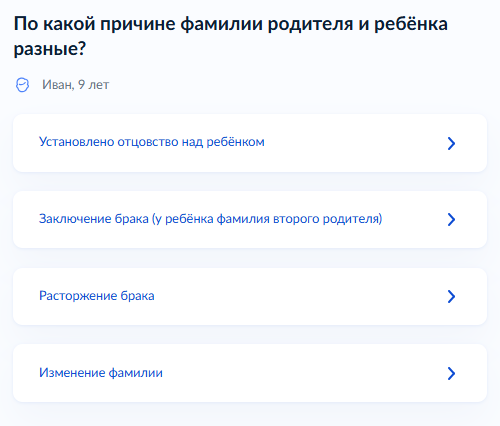 По какой причине фамилии родителя и ребёнка
разные?
Иван, 9 лет
Установлено отцовство над ребёнком
Заключение брака (у ребёнка фамилия второго родителя)
Расторжение брака
Изменение фамилии